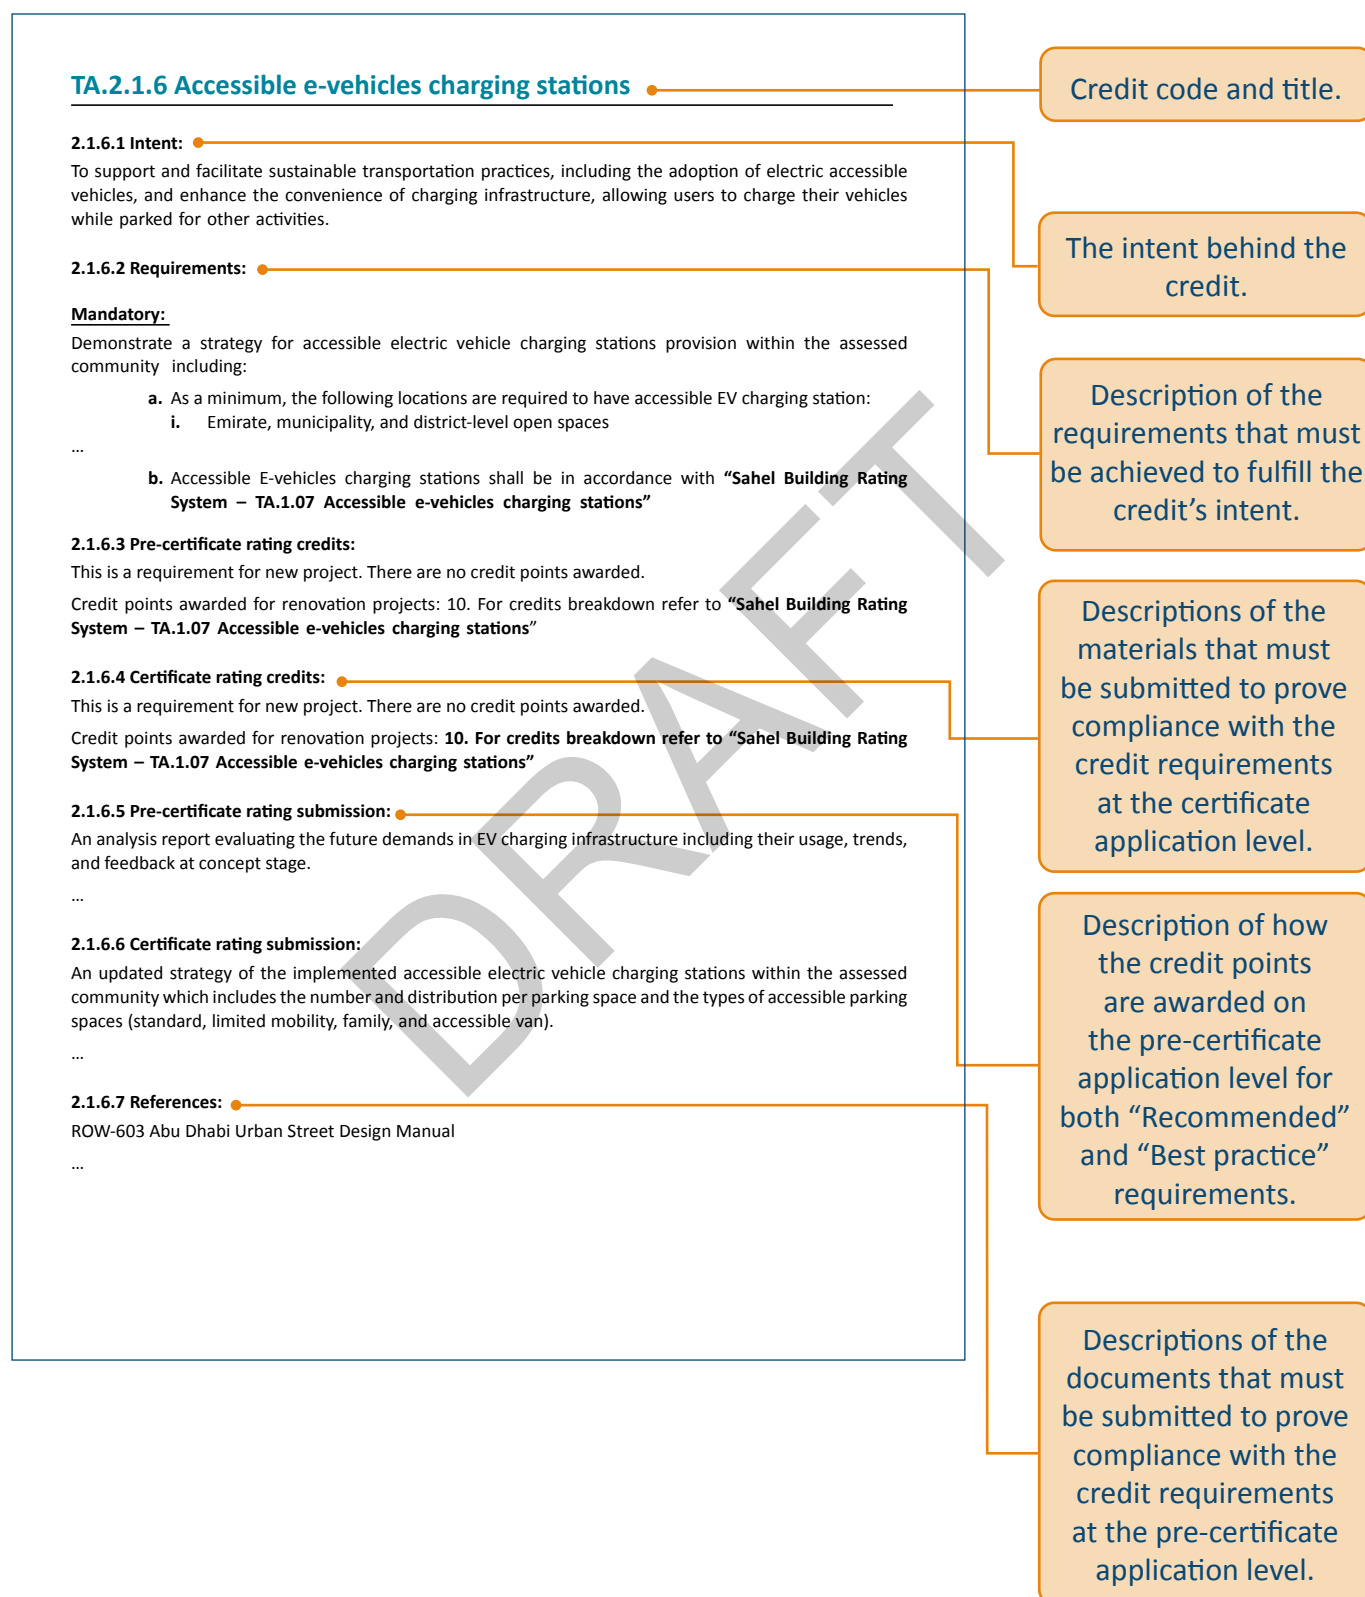 TA.2.1.6 Accessible e-vehicles charging stations
2.1.6.1 Intent:
To support and facilitate sustainable transportation practices, including the adoption of electric accessible
vehicles, and enhance the convenience of charging infrastructure, allowing users to charge their vehicles
while parked for other activities.
2.1.6.2 Requirements:
Mandatory:
Demonstrate a strategy for accessible electric vehicle charging stations provision within the assessed
community including:
a. As a minimum, the following locations are required to have accessible EV charging station:
i. Emirate, municipality, and district-level open spaces
...
b. Accessible E-vehicles charging stations shall be in accordance with “Sahel Building Rating
System – TA.1.07 Accessible e-vehicles charging stations”
2.1.6.3 Pre-certificate rating credits:
This is a requirement for new project. There are no credit points awarded.
Credit points awarded for renovation projects: 10. For credits breakdown refer to “Sahel Building Rating
System – TA.1.07 Accessible e-vehicles charging stations”
2.1.6.4 Certificate rating credits:
This is a requirement for new project. There are no credit points awarded.
Credit points awarded for renovation projects: 10. For credits breakdown refer to “Sahel Building Rating
System – TA.1.07 Accessible e-vehicles charging stations”
2.1.6.5 Pre-certificate rating submission:
An analysis report evaluating the future demands in EV charging infrastructure including their usage, trends,
and feedback at concept stage.
...
2.1.6.6 Certificate rating submission:
An updated strategy of the implemented accessible electric vehicle charging stations within the assessed
community which includes the number and distribution per parking space and the types of accessible parking
spaces (standard, limited mobility, family, and accessible van).
...
2.1.6.7 References:
ROW-603 Abu Dhabi Urban Street Design Manual
...
DRAFT
Credit code and title.
The intent behind the
credit.
Description of the
requirements that must
be achieved to fulfill the
credit’s intent.
Descriptions of the
materials that must
be submitted to prove
compliance with the
credit requirements
at the certificate
application level.
Description of how
the credit points
are awarded on
the pre-certificate
application level for
both “Recommended”
and “Best practice”
requirements.
Descriptions of the
documents that must
be submitted to prove
compliance with the
credit requirements
at the pre-certificate
application level.